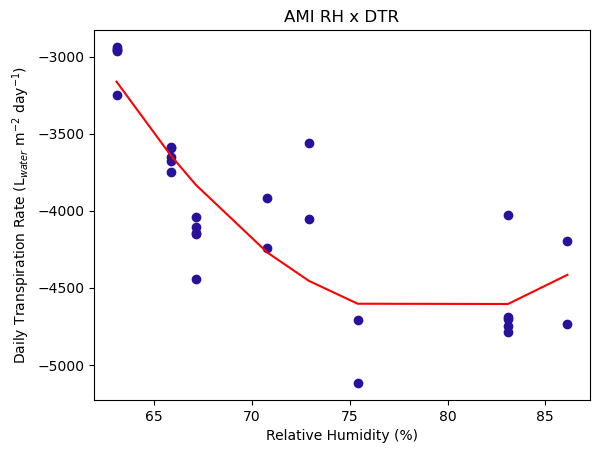 AMI RH x DTR
Daily Transpiration Rate (L$_{water}$ m$^{-2}$ day$^{-1}$)
−3000
−3500
−4000
−4500
−5000
65 70 75 80 85
Relative Humidity (%)